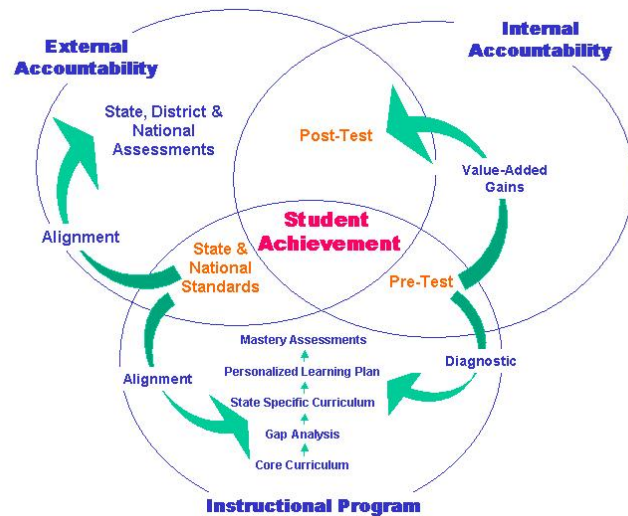 External
Accountability
Internal
Accountability
State, District &
National
Assessments
Post-Test
Value-Added
Gains
Student
Achievement
Alignment
State &
National
Standards
Pre-Test
Mastery Assessments
Diagnostic
Alignment
Personalized Learning Plan
State Specific Curriculum
Gap Analysis
Core Curriculum
Instructional Program